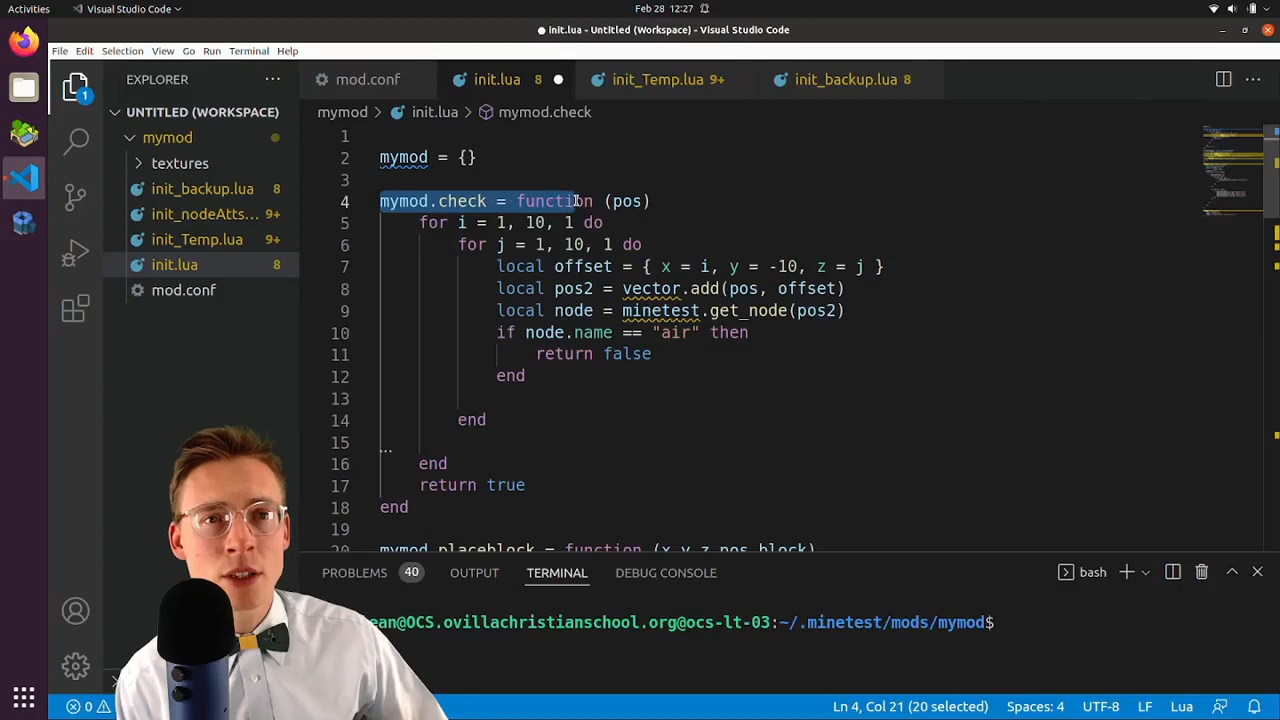 Activities
Visual Studio Code
Feb 28 12:27
init.lua - Untitled (Workspace) - Visual Studio Code
File Edit Selection View Go Run Terminal Help
EXPLORER
mod.conf
init.lua 8
init_Temp.lua 9+
init_backup.lua 8
UNTITLED (WORKSPACE)
mymod > init.lua > mymod.check
mymod
textures
init_backup.lua 8
init_nodeAtts... 9+
init_Temp.lua 9+
init.lua 8
mod.conf
1
1
2 mymod = {}
3
4 mymod.check = function (pos)
5 for i = 1, 10, 1 do
6 for j = 1, 10, 1 do
7 local offset = { x = i, y = -10, z = j }
8 local pos2 = vector.add(pos, offset)
9 local node = minetest.get_node(pos2)
10 if node.name == "air" then
11 return false
12 end
13
14 end
15
16 end
17 return true
18 end
19
20 mymod.placeblock = function (x,y,z,pos,block)
PROBLEMS 40 OUTPUT TERMINAL DEBUG CONSOLE
bash
ean@OCS.ovillachristianschool.org@ocs-lt-03:~/.minetest/mods/mymod$
0
Ln 4, Col 21 (20 selected) Spaces: 4 UTF-8 LF Lua